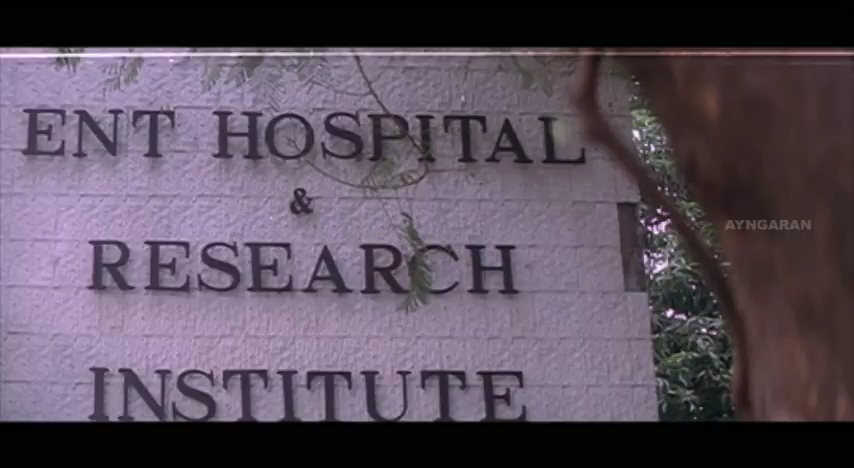 ENT HOSPITAL
&
RESEARCH
INSTITUTE
AYNGARAN